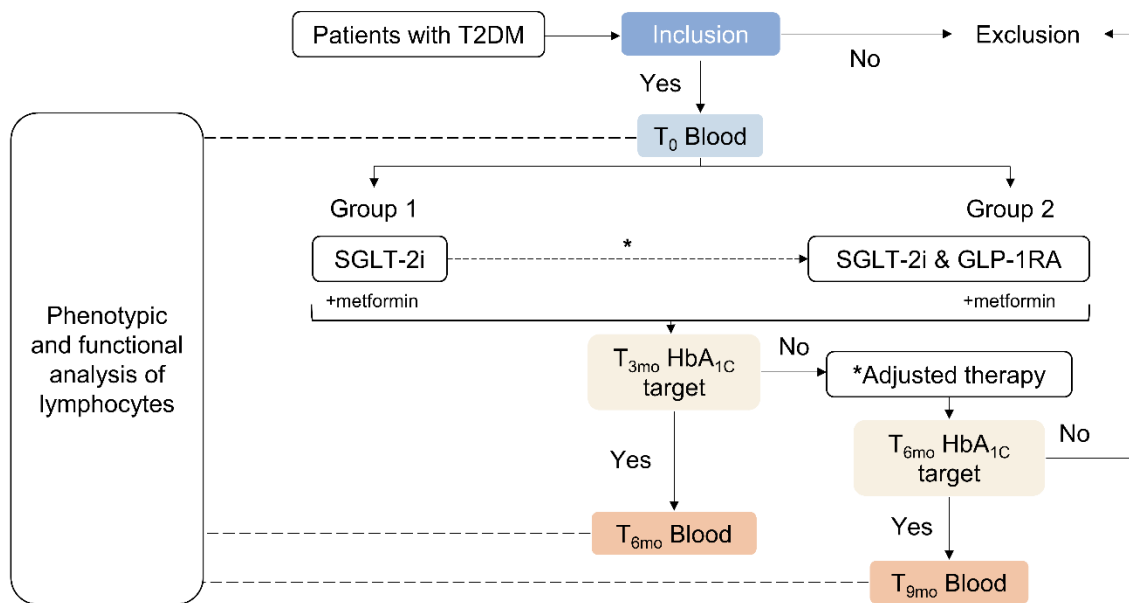 Patients with T2DM
Inclusion
No
Exclusion
Yes
T₀ Blood
Group 1
Group 2
SGLT-2i
*
SGLT-2i & GLP-1RA
+metformin
+metformin
Phenotypic
and functional
analysis of
lymphocytes
T₃mo HbA₁C
target
No
*Adjusted therapy
Yes
T₆mo HbA₁C
target
No
T₆mo Blood
Yes
T₉mo Blood